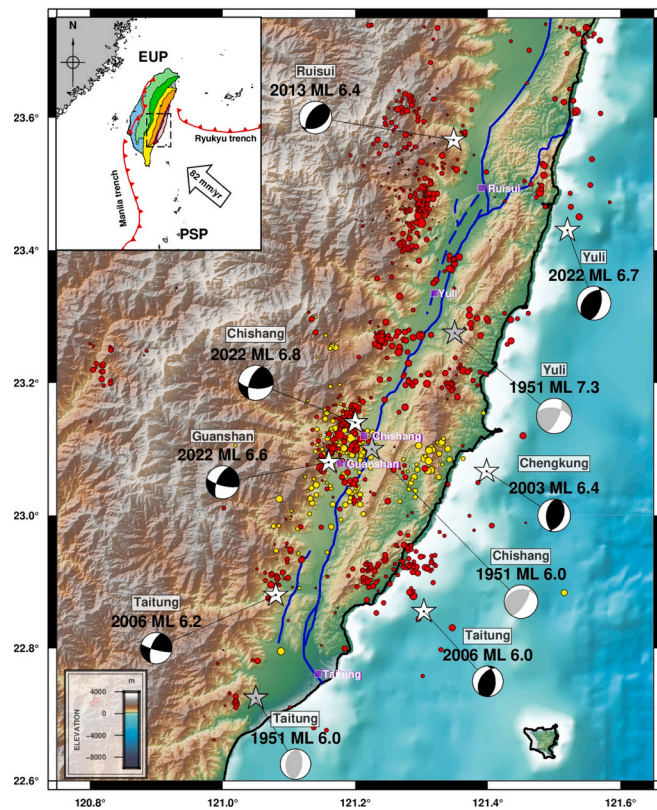 N
EUP
Ryukyu trench
Manila trench
82 mm/yr
PSP
Ruisui
2013 ML 6.4
Ruisui
Yuli
2022 ML 6.7
Yuli
Chishang
2022 ML 6.8
Yuli
1951 ML 7.3
Guanshan
2022 ML 6.6
Chishang
Guanshan
Chengkung
2003 ML 6.4
Chishang
1951 ML 6.0
Taitung
2006 ML 6.2
Taitung
2006 ML 6.0
Taitung
Taitung
1951 ML 6.0
m
4000
0
-4000
-8000
ELEVATION
23.6°
23.4°
23.2°
23.0°
22.8°
22.6°
120.8°
121.0°
121.2°
121.4°
121.6°